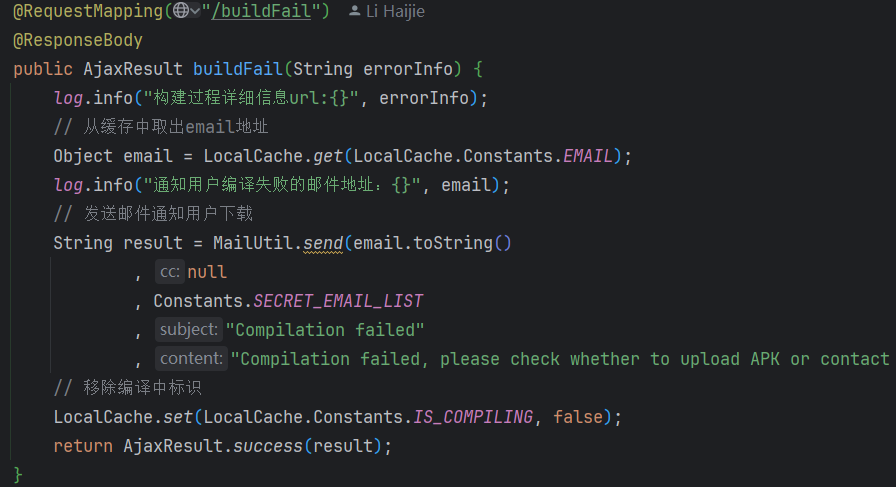 @RequestMapping("/buildFail") Li Haijie
@ResponseBody
public AjaxResult buildFail(String errorInfo) {
log.info("构建过程详细信息url:{}", errorInfo);
// 从缓存中取出email地址
Object email = LocalCache.get(LocalCache.Constants.EMAIL);
log.info("通知用户编译失败的邮件地址：{}", email);
// 发送邮件通知用户下载
String result = MailUtil.send(email.toString()
, cc: null
, Constants.SECRET_EMAIL_LIST
, subject: "Compilation failed"
, content: "Compilation failed, please check whether to upload APK or contact
// 移除编译中标识
LocalCache.set(LocalCache.Constants.IS_COMPILING, false);
return AjaxResult.success(result);
}